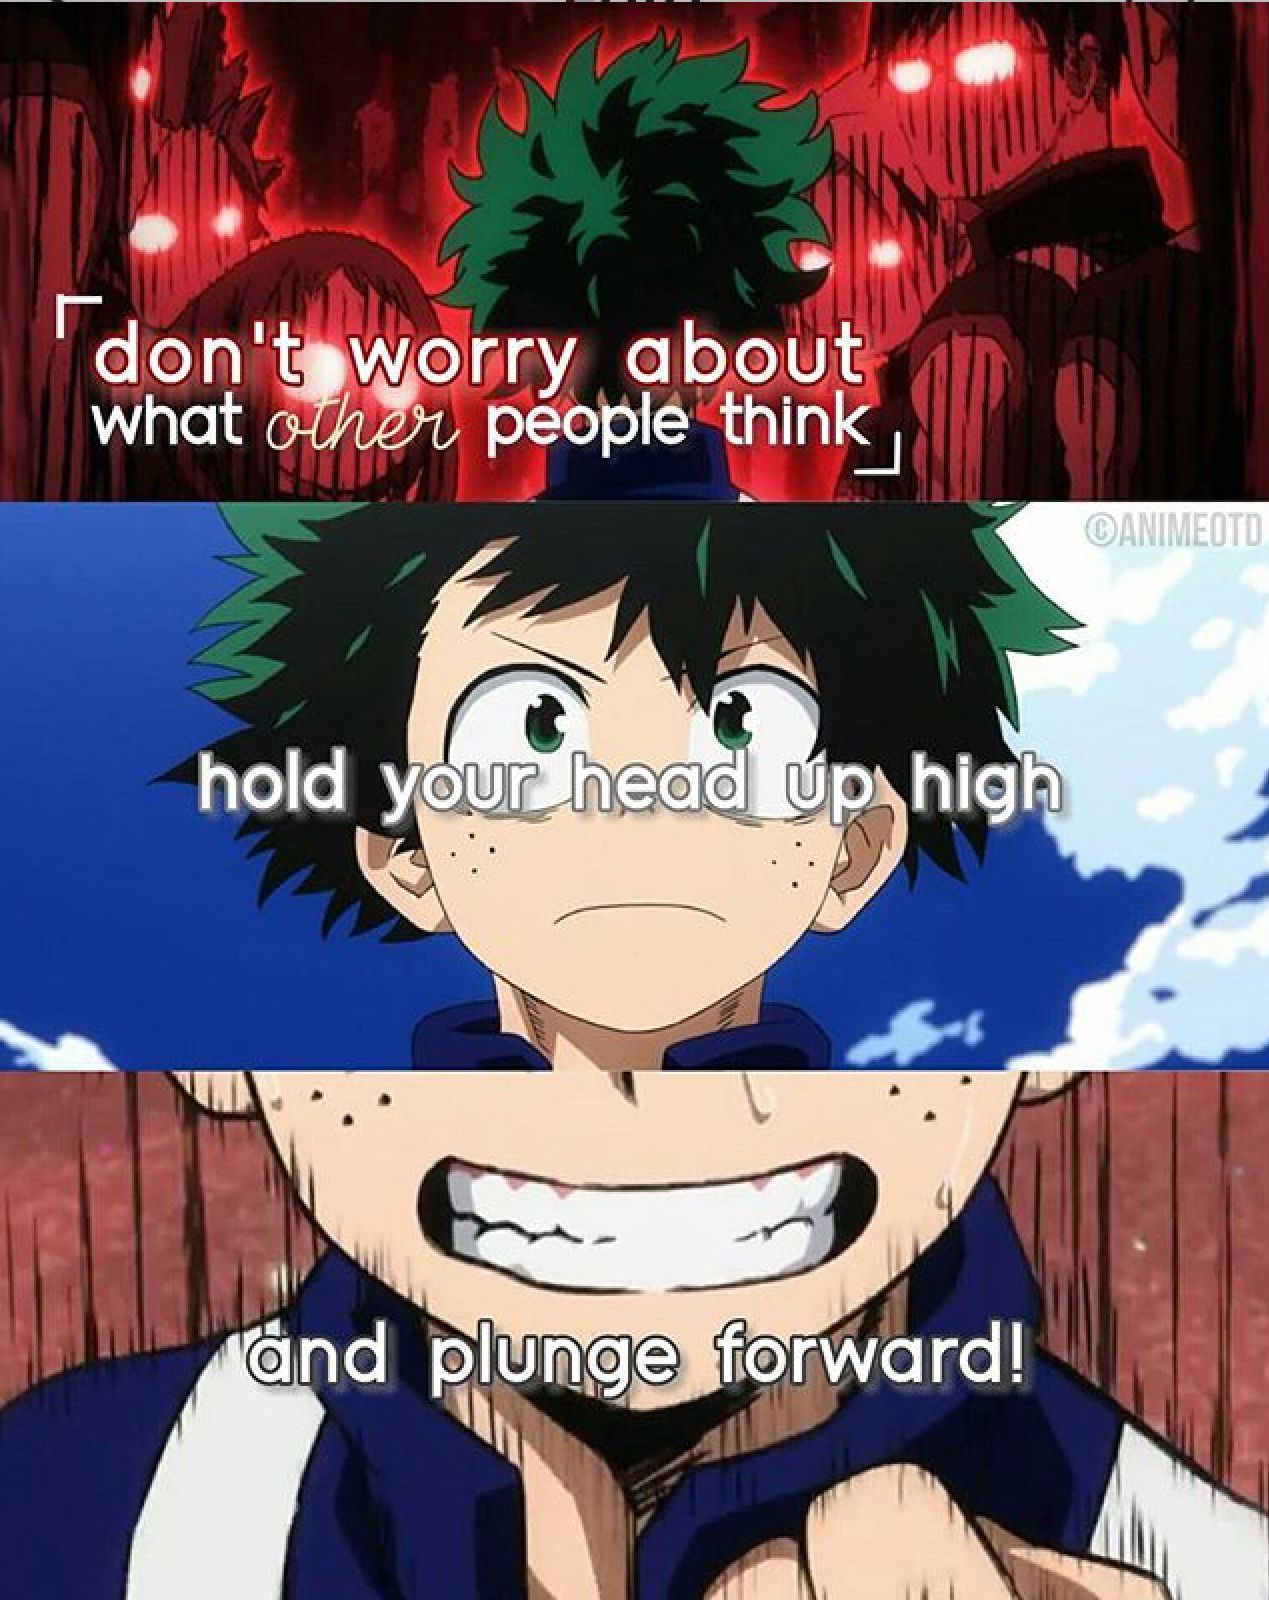 「don't worry about
what other people think」
©ANIMEOTD
hold your head up high
and plunge forward!